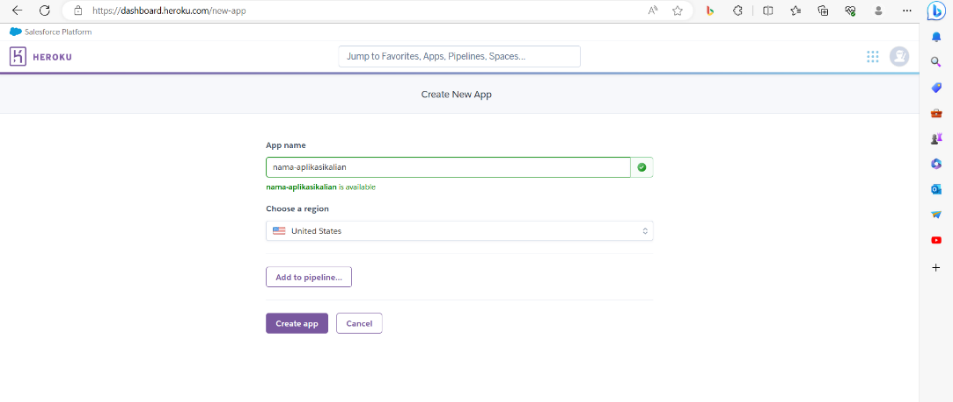 https://dashboard.heroku.com/new-app
Salesforce Platform
HEROKU
Jump to Favorites, Apps, Pipelines, Spaces...
Create New App
App name
nama-aplikasikalian
nama-aplikasikalian is available
Choose a region
United States
Add to pipeline...
Create app
Cancel